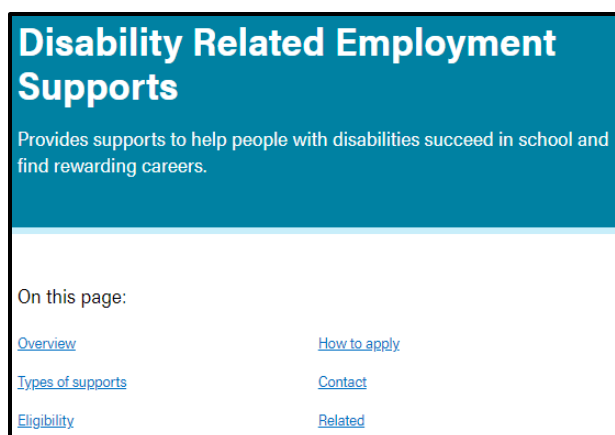 Disability Related Employment
Supports
Provides supports to help people with disabilities succeed in school and
find rewarding careers.
On this page:
Overview
How to apply
Types of supports
Contact
Eligibility
Related